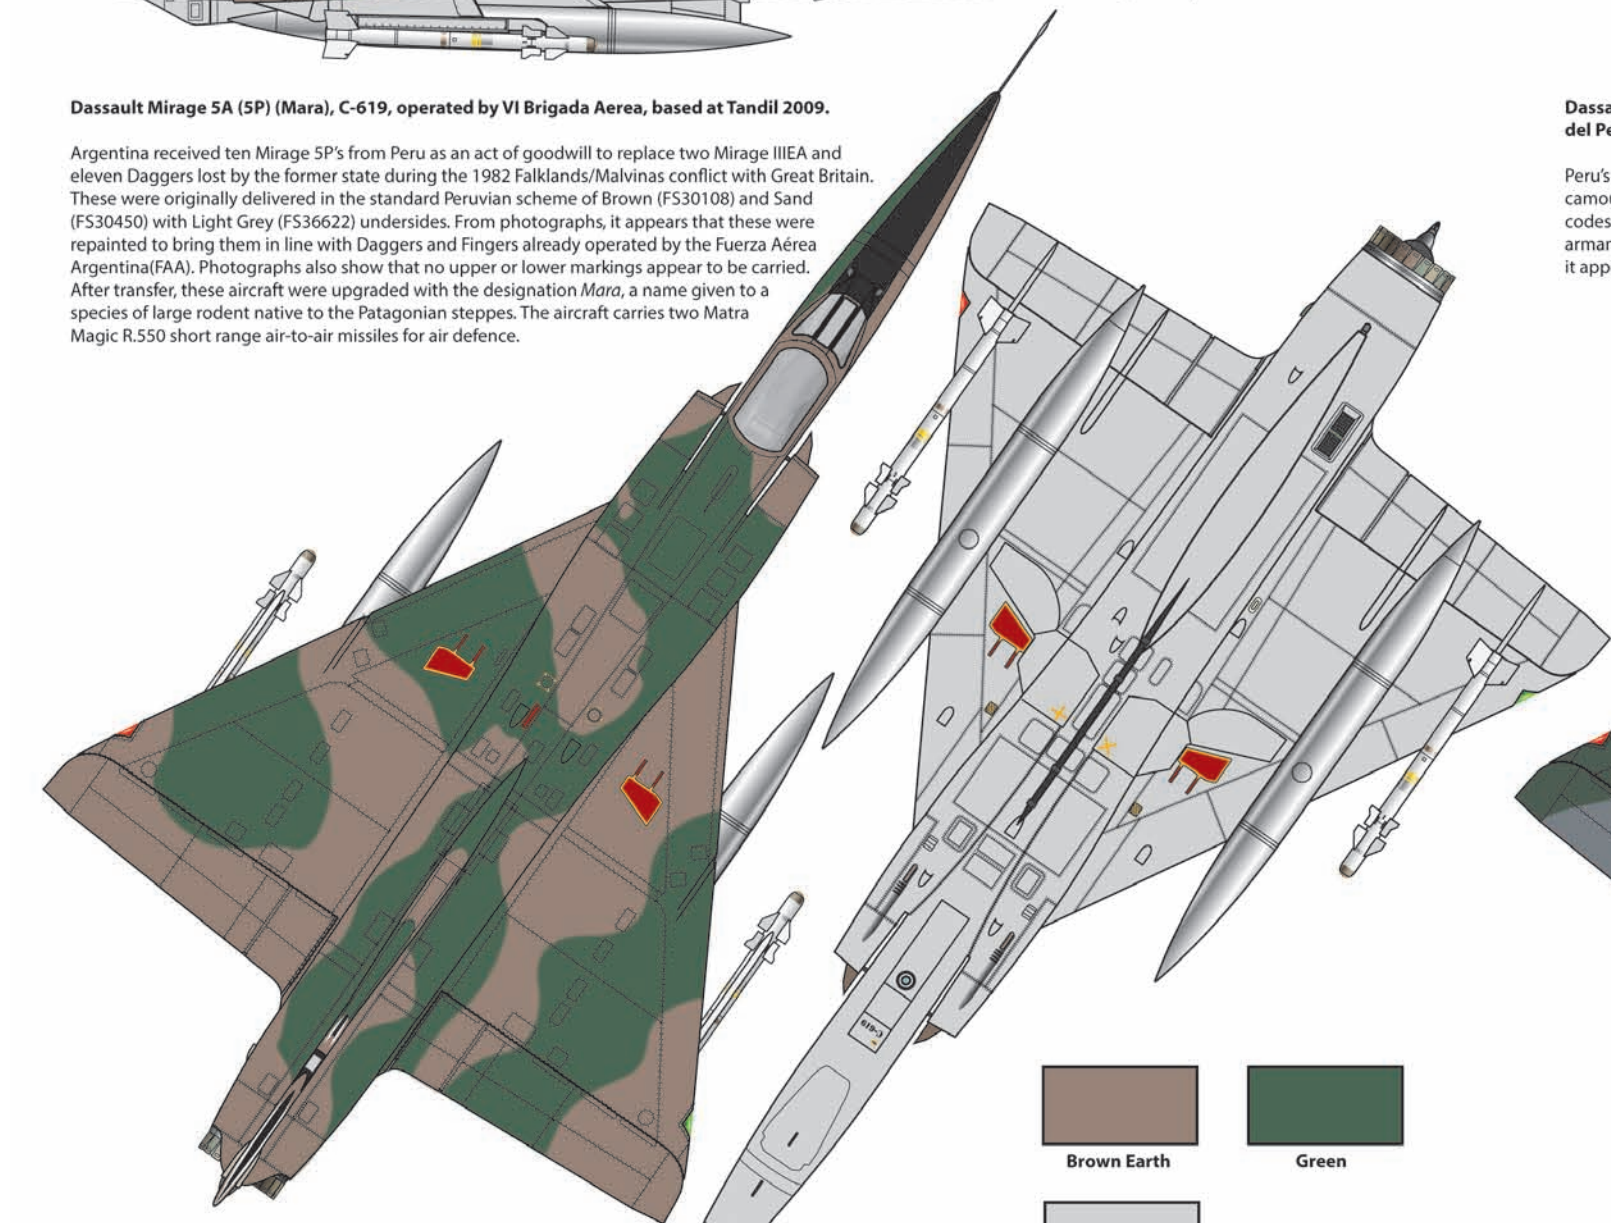 Dassault Mirage 5A (5P) (Mara), C-619, operated by VI Brigada Aerea, based at Tandil 2009.
Argentina received ten Mirage 5P's from Peru as an act of goodwill to replace two Mirage IIIEA and
eleven Daggers lost by the former state during the 1982 Falklands/Malvinas conflict with Great Britain.
These were originally delivered in the standard Peruvian scheme of Brown (FS30108) and Sand
(FS30450) with Light Grey (FS36622) undersides. From photographs, it appears that these were
repainted to bring them in line with Daggers and Fingers already operated by the Fuerza Aérea
Argentina(FAA). Photographs also show that no upper or lower markings appear to be carried.
After transfer, these aircraft were upgraded with the designation Mara, a name given to a
species of large rodent native to the Patagonian steppes. The aircraft carries two Matra
Magic R.550 short range air-to-air missiles for air defence.
Dassa
del Pe
Peru's
camou
codes
armar
it app
619-C
Brown Earth
Green